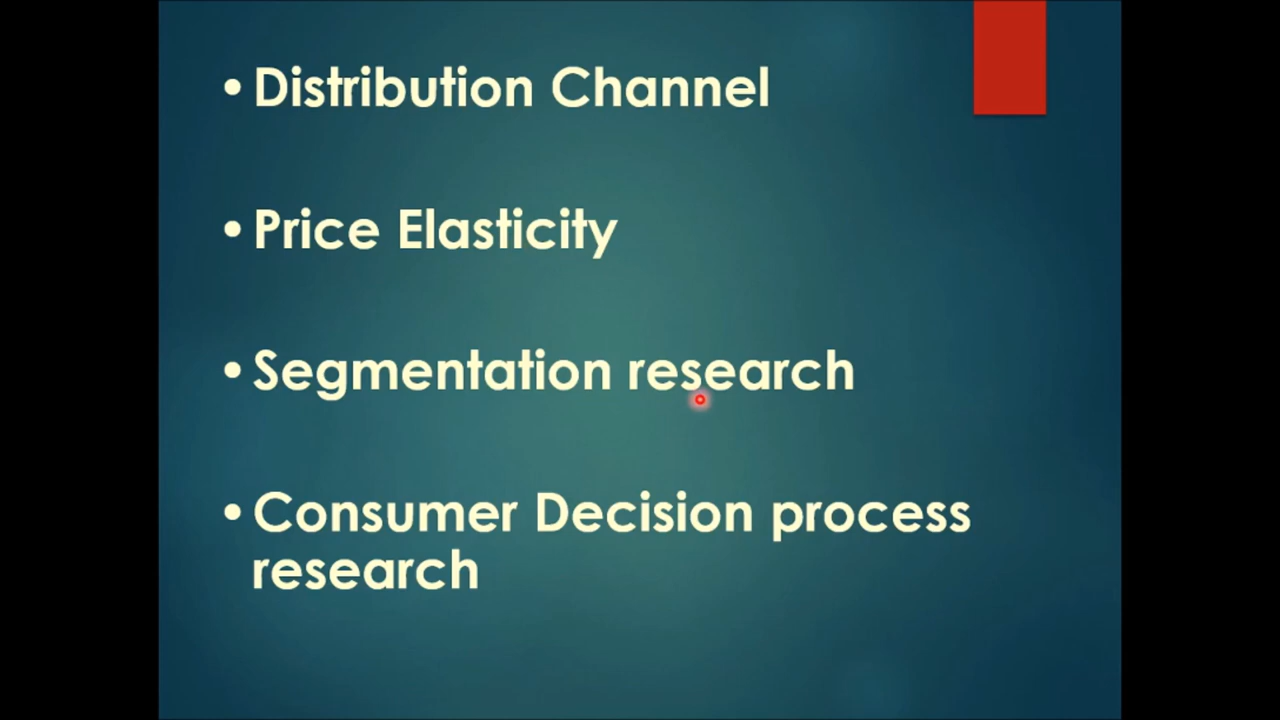 • Distribution Channel
• Price Elasticity
• Segmentation research
• Consumer Decision process
research